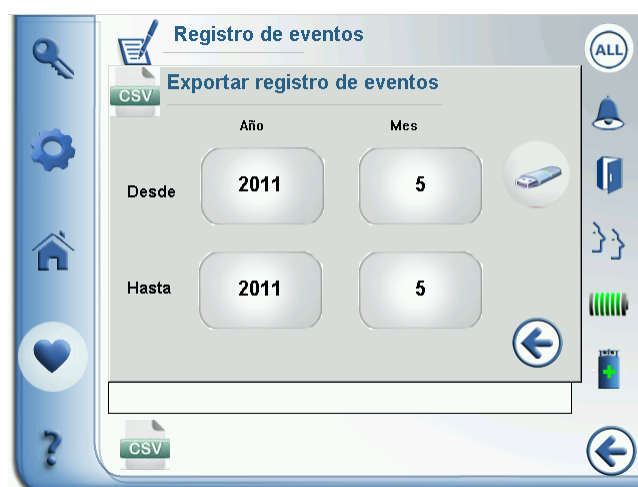 Registro de eventos
ALL
CSV
Exportar registro de eventos
Año Mes
Desde 2011 5
Hasta 2011 5
?
CSV